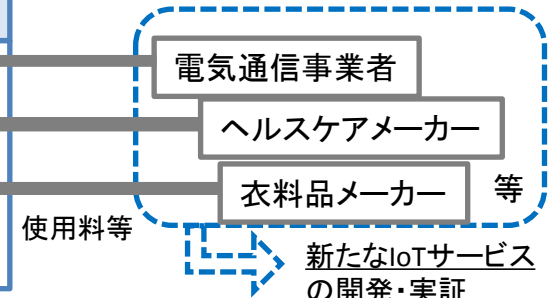 電気通信事業者
ヘルスケアメーカー
衣料品メーカー
等
使用料等
新たなIoTサービス
の開発・実証